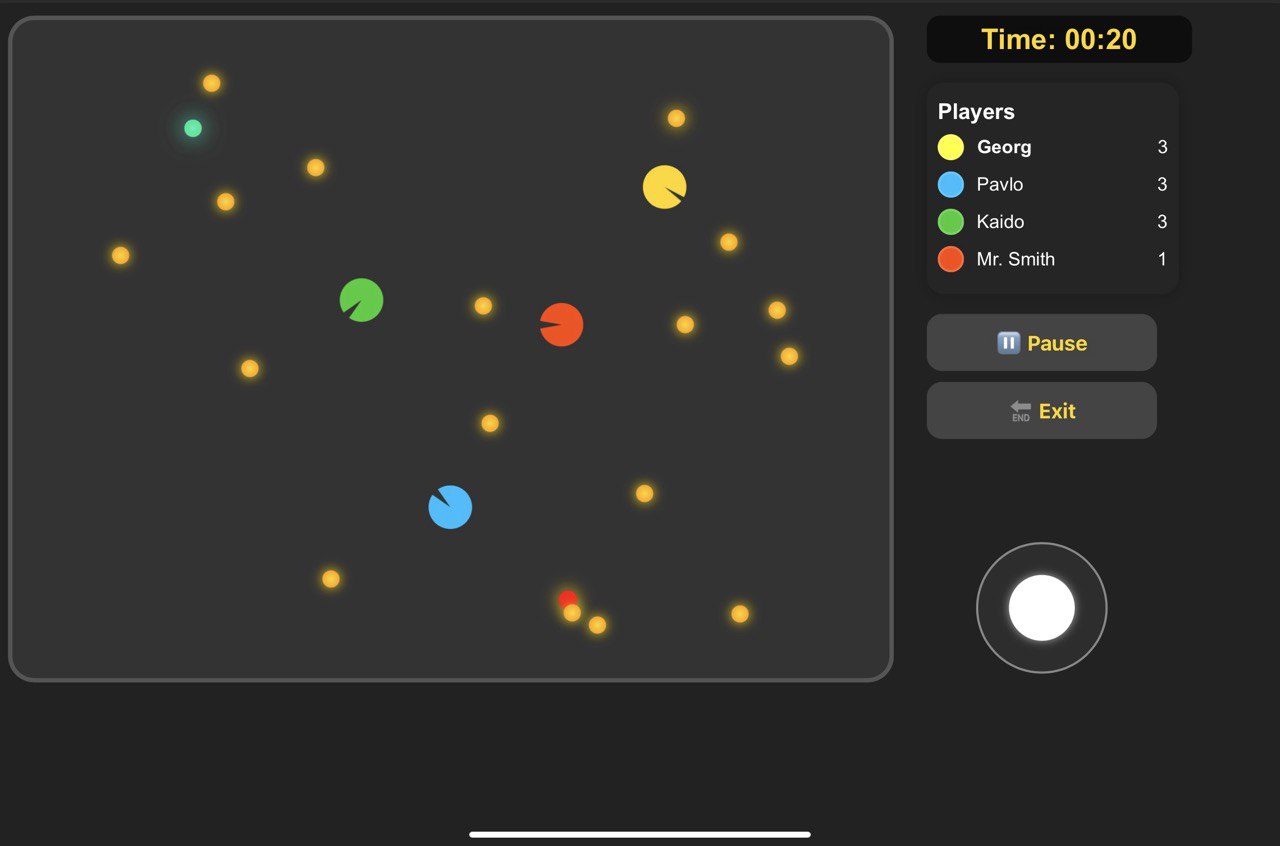 Time: 00:20
Players
Georg 3
Pavlo 3
Kaido 3
Mr. Smith 1
Pause
END Exit